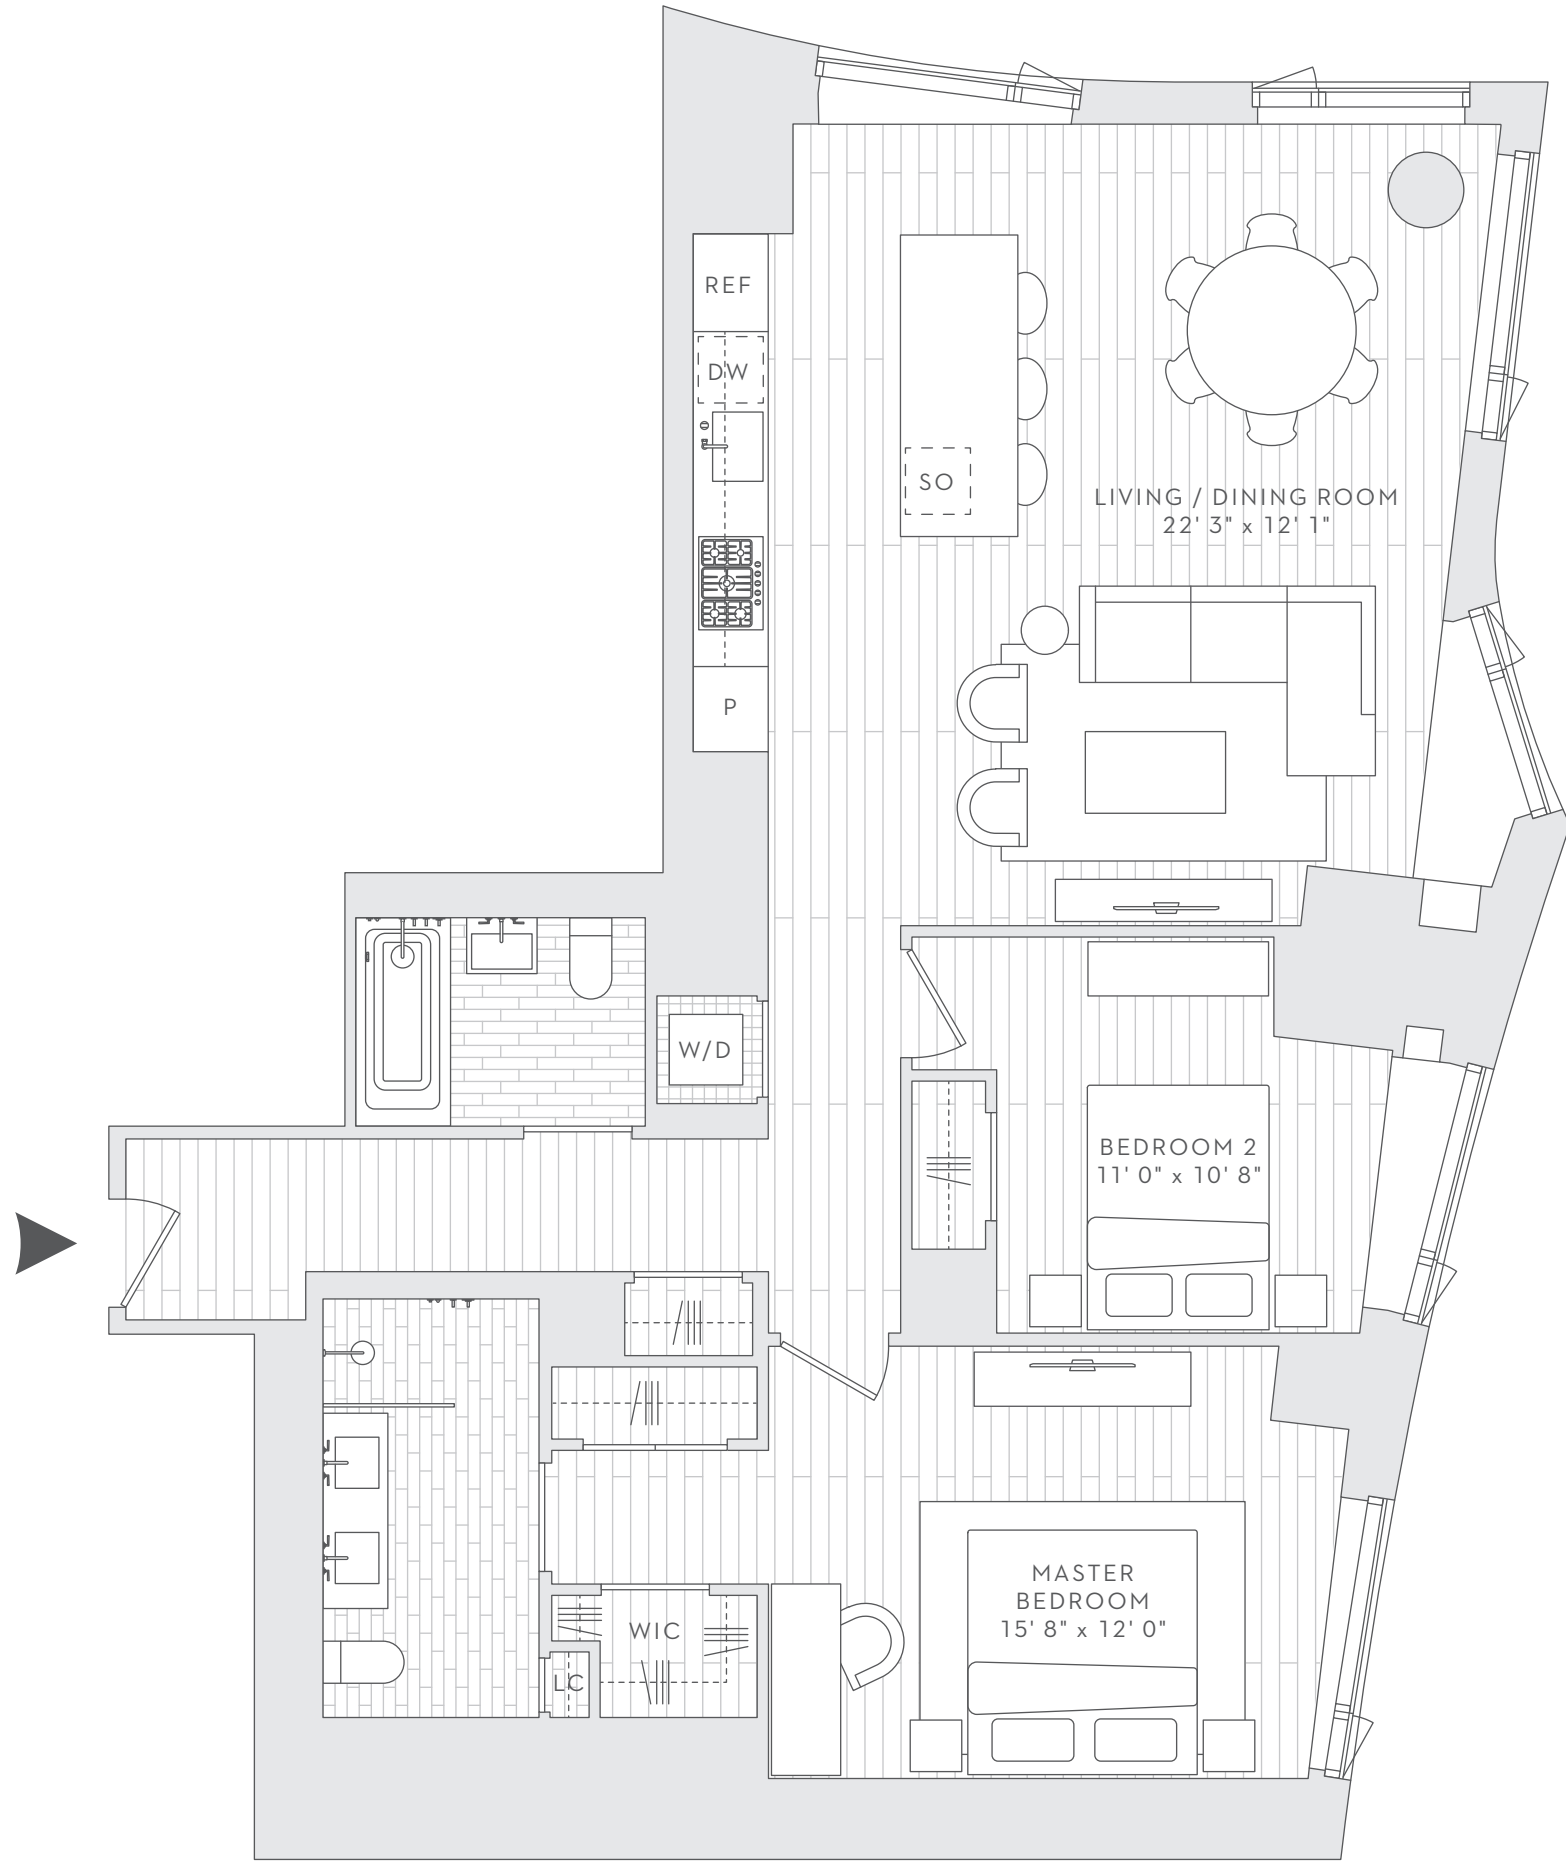 REF
DW
SO
LIVING / DINING ROOM
22' 3" x 12' 1"
P
W/D
BEDROOM 2
11' 0" x 10' 8"
MASTER
BEDROOM
15' 8" x 12' 0"
WIC
LC